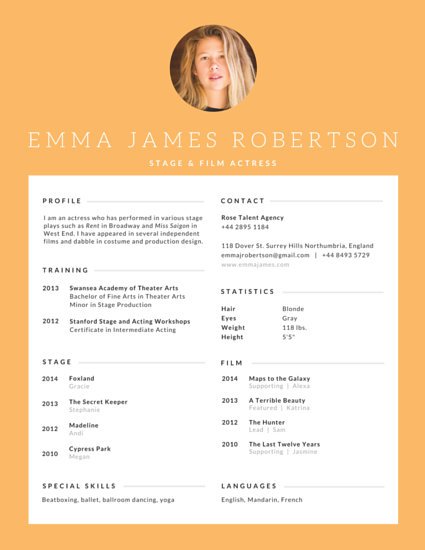 EMMA JAMES ROBERTSON
STAGE & FILM ACTRESS
PROFILE
I am an actress who has performed in various stage
plays such as Rent in Broadway and Miss Saigon in
West End. I have appeared in several independent
films and dabble in costume and production design.
TRAINING
2013 Swansea Academy of Theater Arts
Bachelor of Fine Arts in Theater Arts
Minor in Stage Production
2012 Stanford Stage and Acting Workshops
Certificate in Intermediate Acting
STAGE
2014 Foxland
Gracie
2013 The Secret Keeper
Stephanie
2012 Madeline
Andi
2010 Cypress Park
Megan
SPECIAL SKILLS
Beatboxing, ballet, ballroom dancing, yoga
CONTACT
Rose Talent Agency
+44 2895 1184
118 Dover St. Surrey Hills Northumbria, England
emmajrobertson@gmail.com | +44 8493 5729
www.emmajames.com
STATISTICS
Hair Blonde
Eyes Gray
Weight 118 lbs.
Height 5'5"
FILM
2014 Maps to the Galaxy
Supporting | Alexa
2013 A Terrible Beauty
Featured | Katrina
2012 The Hunter
Lead | Sam
2010 The Last Twelve Years
Supporting | Jasmine
LANGUAGES
English, Mandarin, French